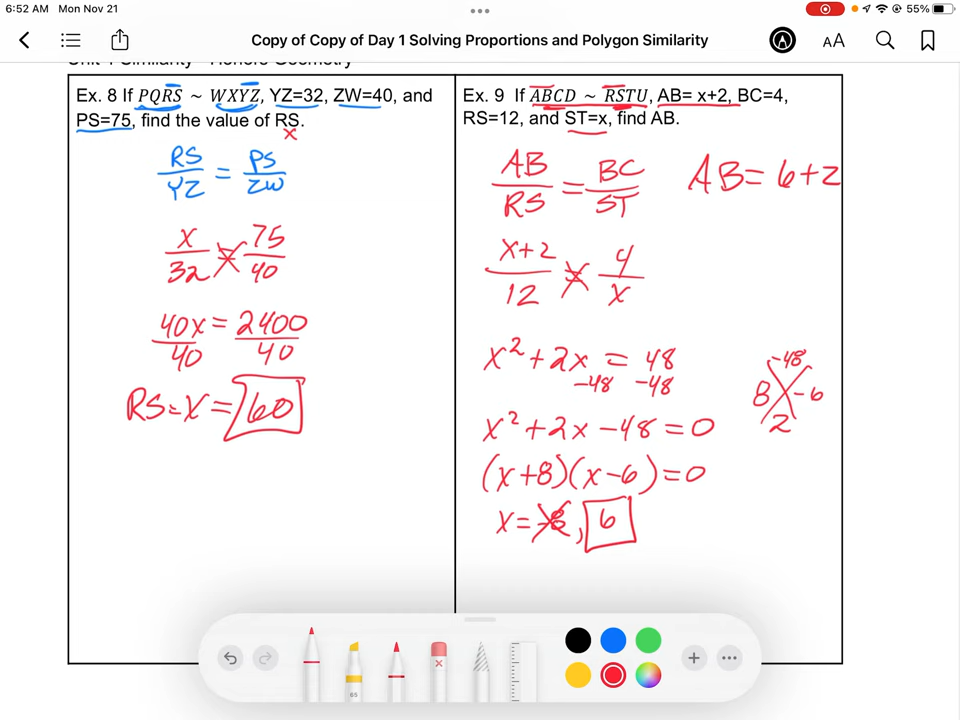 6:52 AM Mon Nov 21
55%
Copy of Copy of Day 1 Solving Proportions and Polygon Similarity
AA
Ex. 8 If PQRS ~ WXYZ, YZ=32, ZW=40, and
PS=75, find the value of RS.
x
RS/YZ = PS/ZW
x/32 = 75/40
40x/40 = 2400/40
RS = x = 60
Ex. 9 If ABCD ~ RSTU, AB= x+2, BC=4,
RS=12, and ST=x, find AB.
AB/RS = BC/ST
AB = 6+2
x+2/12 = 4/x
x² + 2x = 48
-48 -48
-48
8 -6
2
x² + 2x - 48 = 0
(x+8)(x-6) = 0
x = -8, 6
65